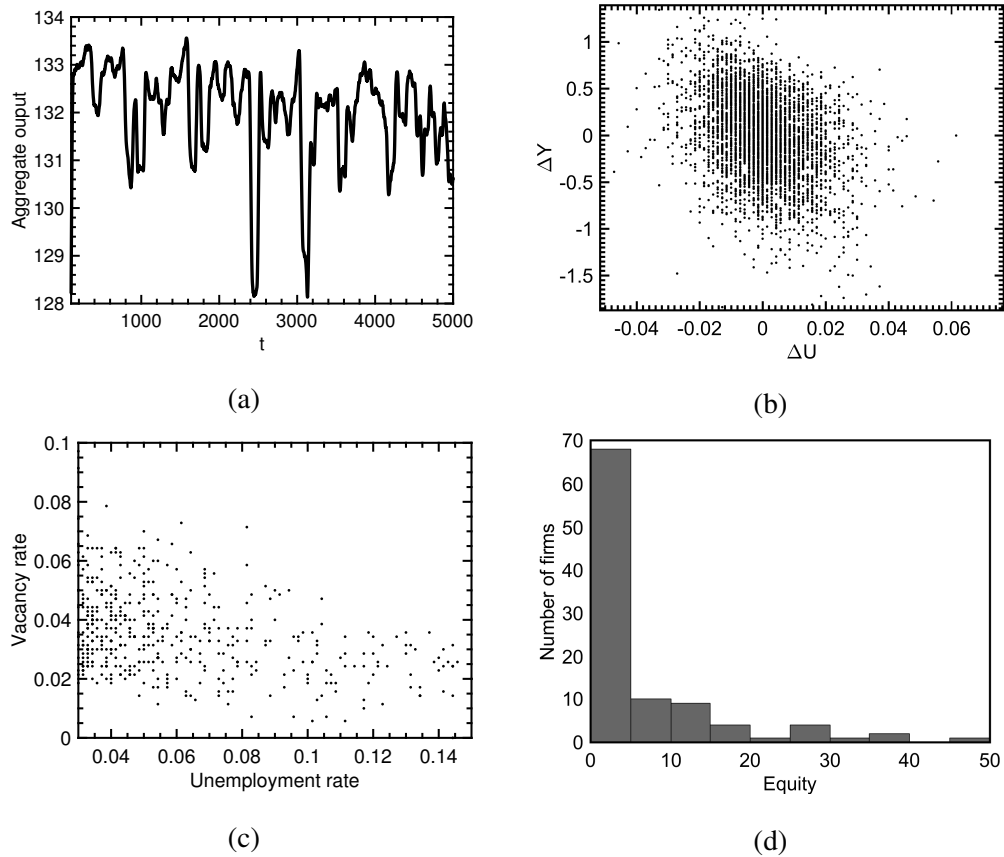 134
133
132
131
130
129
128
Aggregate ouput
1000 2000 3000 4000 5000
t
(a)
1
0.5
0
-0.5
-1
-1.5
ΔY
-0.04 -0.02 0 0.02 0.04 0.06
ΔU
(b)
0.1
0.08
0.06
0.04
0.02
0
Vacancy rate
0.04 0.06 0.08 0.1 0.12 0.14
Unemployment rate
(c)
70
60
50
40
30
20
10
0
Number of firms
0 10 20 30 40 50
Equity
(d)